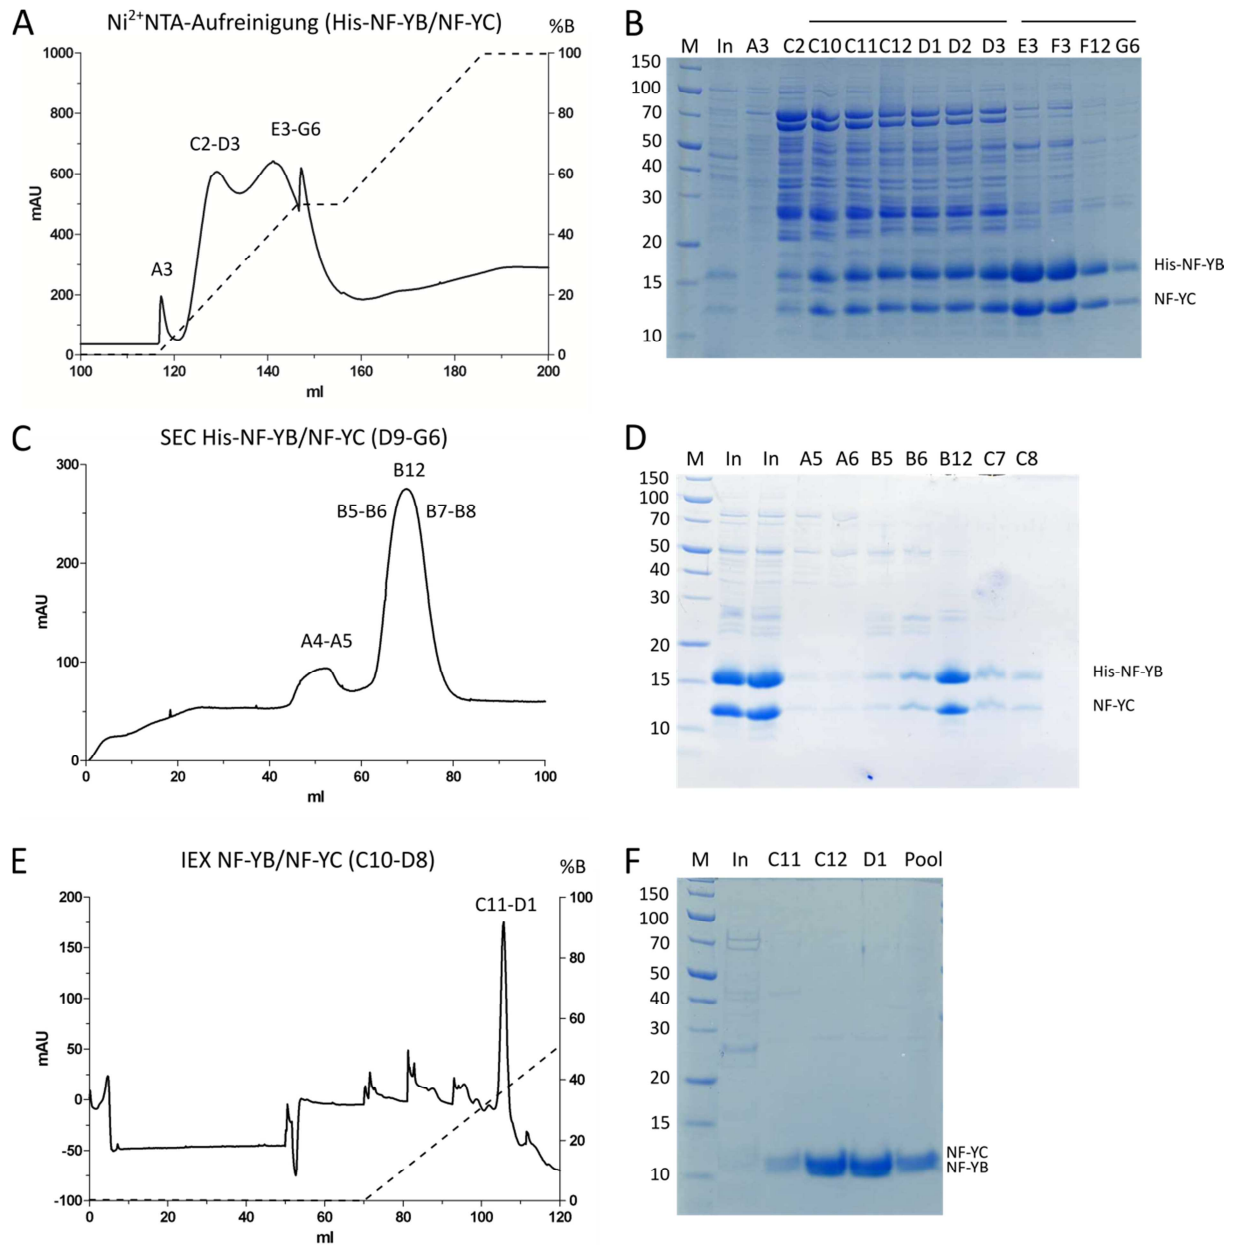 A
Ni²⁺NTA-Aufreinigung (His-NF-YB/NF-YC)
%B
1000
800
600
400
200
0
mAU
100
80
60
40
20
0
A3
C2-D3
E3-G6
100 120 140 160 180 200
ml
B
M In A3 C2 C10 C11 C12 D1 D2 D3 E3 F3 F12 G6
150
100
70
50
40
30
20
15
10
His-NF-YB
NF-YC
C
SEC His-NF-YB/NF-YC (D9-G6)
300
200
100
0
mAU
B12
B5-B6 B7-B8
A4-A5
0 20 40 60 80 100
ml
D
M In In A5 A6 B5 B6 B12 C7 C8
150
100
70
50
40
30
20
15
10
His-NF-YB
NF-YC
E
IEX NF-YB/NF-YC (C10-D8)
%B
200
150
100
50
0
-50
-100
mAU
C11-D1
100
80
60
40
20
0
0 20 40 60 80 100 120
ml
F
M In C11 C12 D1 Pool
150
100
70
50
40
30
20
15
10
NF-YC
NF-YB